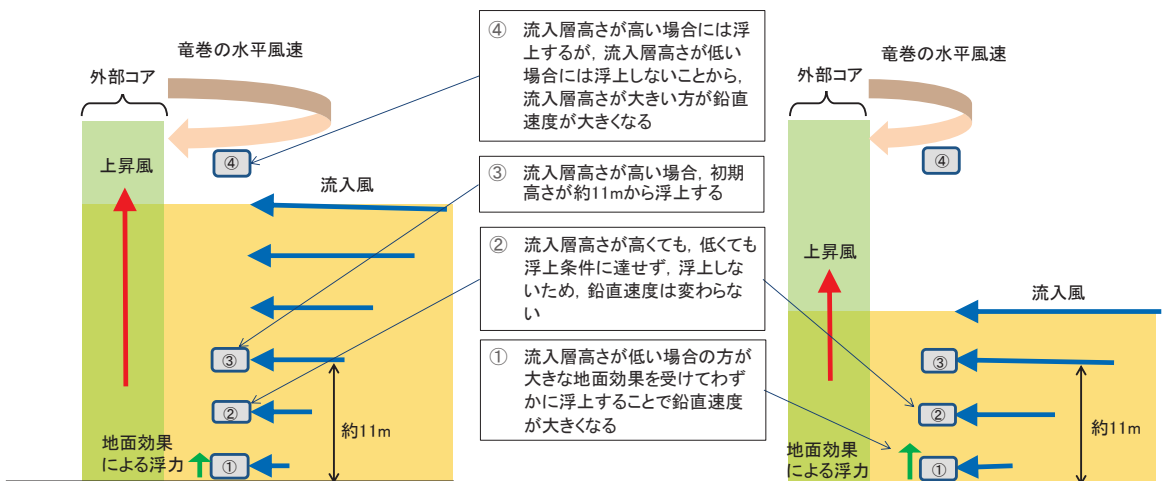 竜巻の水平風速
外部コア
上昇風
④
流入風
③
②
約11m
地面効果
による浮力
①
④ 流入層高さが高い場合には浮
上するが，流入層高さが低い
場合には浮上しないことから，
流入層高さが大きい方が鉛直
速度が大きくなる
③ 流入層高さが高い場合，初期
高さが約11mから浮上する
② 流入層高さが高くても，低くても
浮上条件に達せず，浮上しな
いため，鉛直速度は変わらな
い
① 流入層高さが低い場合の方が
大きな地面効果を受けてわず
かに浮上することで鉛直速度
が大きくなる
竜巻の水平風速
外部コア
④
上昇風
流入風
③
②
約11m
地面効果
による浮力
①